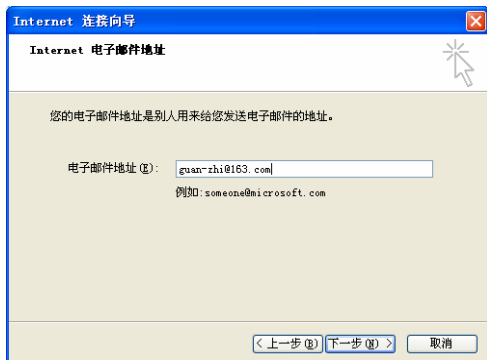 Internet 连接向导
Internet 电子邮件地址
您的电子邮件地址是别人用来给您发送电子邮件的地址。
电子邮件地址(E): guan-zhi@163.com
例如:someone@microsoft.com
< 上一步(B) 下一步(N) > 取消